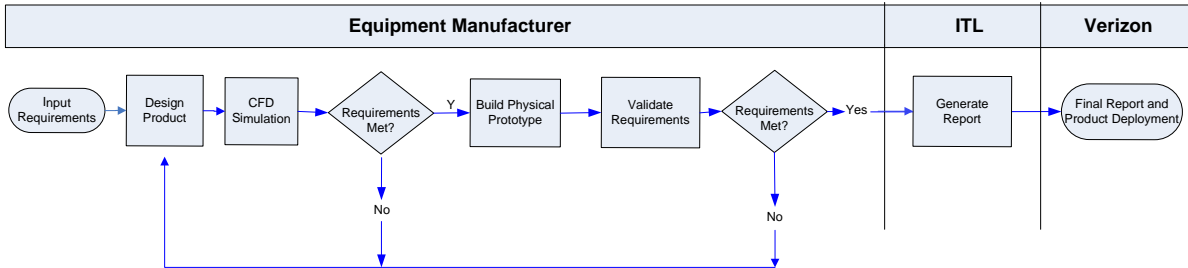 Equipment Manufacturer
ITL
Verizon
Input
Requirements
Design
Product
CFD
Simulation
Requirements
Met?
Y
Build Physical
Prototype
Validate
Requirements
Requirements
Met?
Yes
Generate
Report
Final Report and
Product Deployment
No
No